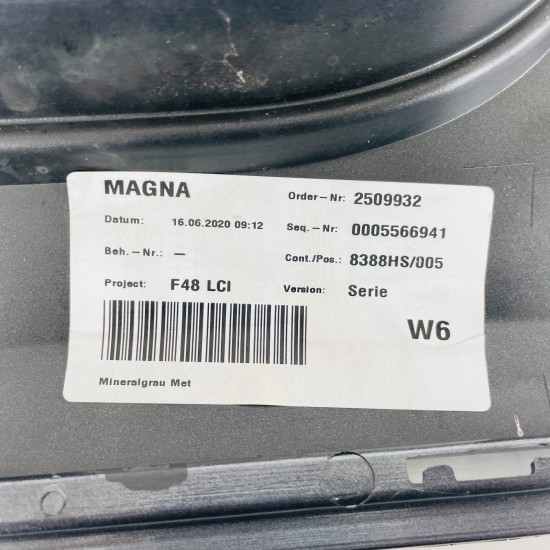 MAGNA Order-Nr: 2509932
Datum: 16.06.2020 09:12 Seq.-Nr: 0005566941
Beh.-Nr.: — Cont./Pos.: 8388HS/005
Project: F48 LCI Version: Serie
W6
Mineralgrau Met